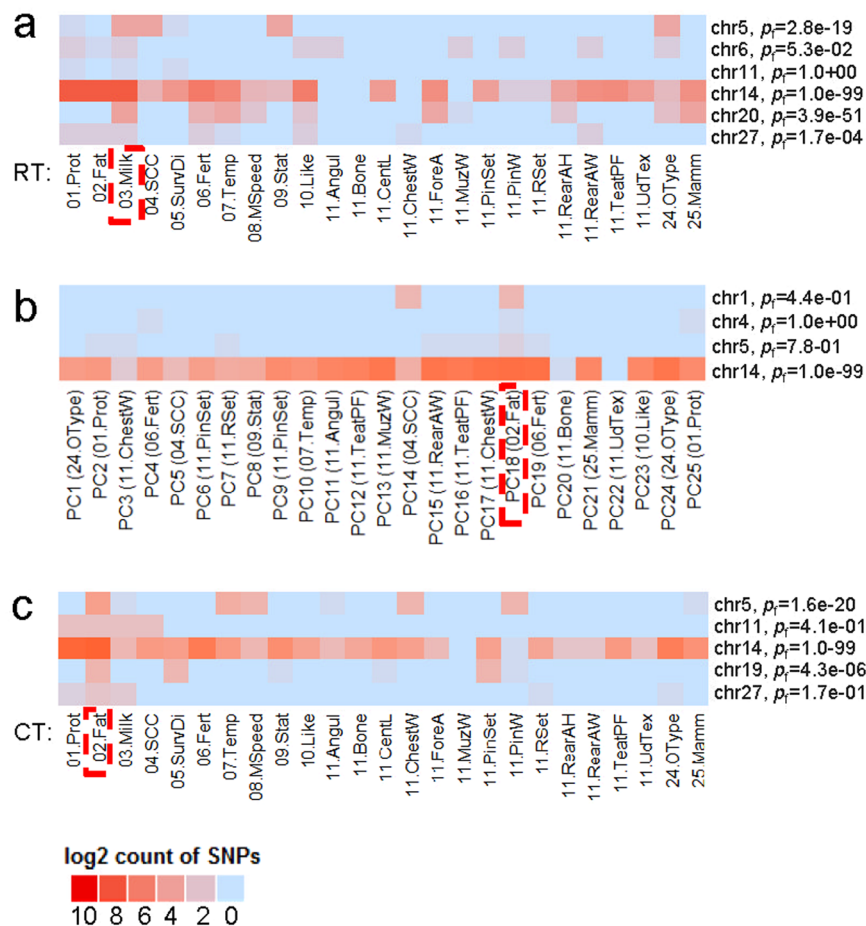 a
chr5, pf=2.8e-19
chr6, pf=5.3e-02
chr11, pf=1.0+00
chr14, pf=1.0e-99
chr20, pf=3.9e-51
chr27, pf=1.7e-04
RT:
01.Prot
02.Fat
03.Milk
04.SCC
05.SurvDi
06.Fert
07.Temp
08.MSpeed
09.Stat
10.Like
11.Angul
11.Bone
11.CentL
11.ChestW
11.ForeA
11.MuzW
11.PinSet
11.PinW
11.RSet
11.RearAH
11.RearAW
11.TeatPF
11.UdTex
24.OType
25.Mamm
b
chr1, pf=4.4e-01
chr4, pf=1.0e+00
chr5, pf=7.8-01
chr14, pf=1.0e-99
PC1 (24.OType)
PC2 (01.Prot)
PC3 (11.ChestW)
PC4 (06.Fert)
PC5 (04.SCC)
PC6 (11.PinSet)
PC7 (11.RSet)
PC8 (09.Stat)
PC9 (11.PinSet)
PC10 (07.Temp)
PC11 (11.Angul)
PC12 (11.TeatPF)
PC13 (11.MuzW)
PC14 (04.SCC)
PC15 (11.RearAW)
PC16 (11.TeatPF)
PC17 (11.ChestW)
PC18 (02.Fat)
PC19 (06.Fert)
PC20 (11.Bone)
PC21 (25.Mamm)
PC22 (11.UdTex)
PC23 (10.Like)
PC24 (24.OType)
PC25 (01.Prot)
c
chr5, pf=1.6e-20
chr11, pf=4.1e-01
chr14, pf=1.0-99
chr19, pf=4.3e-06
chr27, pf=1.7e-01
CT:
01.Prot
02.Fat
03.Milk
04.SCC
05.SurvDi
06.Fert
07.Temp
08.MSpeed
09.Stat
10.Like
11.Angul
11.Bone
11.CentL
11.ChestW
11.ForeA
11.MuzW
11.PinSet
11.PinW
11.RSet
11.RearAH
11.RearAW
11.TeatPF
11.UdTex
24.OType
25.Mamm
log2 count of SNPs
10 8 6 4 2 0